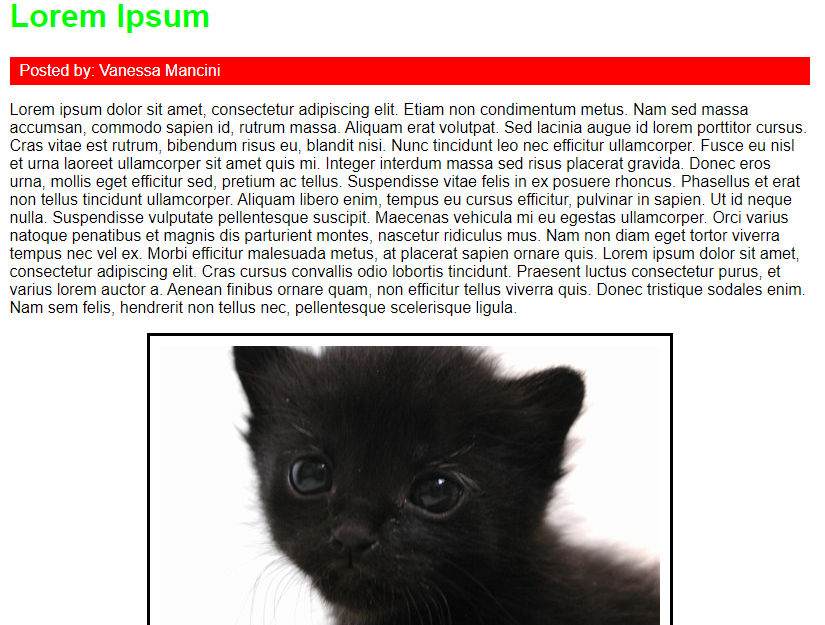 Lorem Ipsum
Posted by: Vanessa Mancini
Lorem ipsum dolor sit amet, consectetur adipiscing elit. Etiam non condimentum metus. Nam sed massa
accumsan, commodo sapien id, rutrum massa. Aliquam erat volutpat. Sed lacinia augue id lorem porttitor cursus.
Cras vitae est rutrum, bibendum risus eu, blandit nisi. Nunc tincidunt leo nec efficitur ullamcorper. Fusce eu nisl
et urna laoreet ullamcorper sit amet quis mi. Integer interdum massa sed risus placerat gravida. Donec eros
urna, mollis eget efficitur sed, pretium ac tellus. Suspendisse vitae felis in ex posuere rhoncus. Phasellus et erat
non tellus tincidunt ullamcorper. Aliquam libero enim, tempus eu cursus efficitur, pulvinar in sapien. Ut id neque
nulla. Suspendisse vulputate pellentesque suscipit. Maecenas vehicula mi eu egestas ullamcorper. Orci varius
natoque penatibus et magnis dis parturient montes, nascetur ridiculus mus. Nam non diam eget tortor viverra
tempus nec vel ex. Morbi efficitur malesuada metus, at placerat sapien ornare quis. Lorem ipsum dolor sit amet,
consectetur adipiscing elit. Cras cursus convallis odio lobortis tincidunt. Praesent luctus consectetur purus, et
varius lorem auctor a. Aenean finibus ornare quam, non efficitur tellus viverra quis. Donec tristique sodales enim.
Nam sem felis, hendrerit non tellus nec, pellentesque scelerisque ligula.